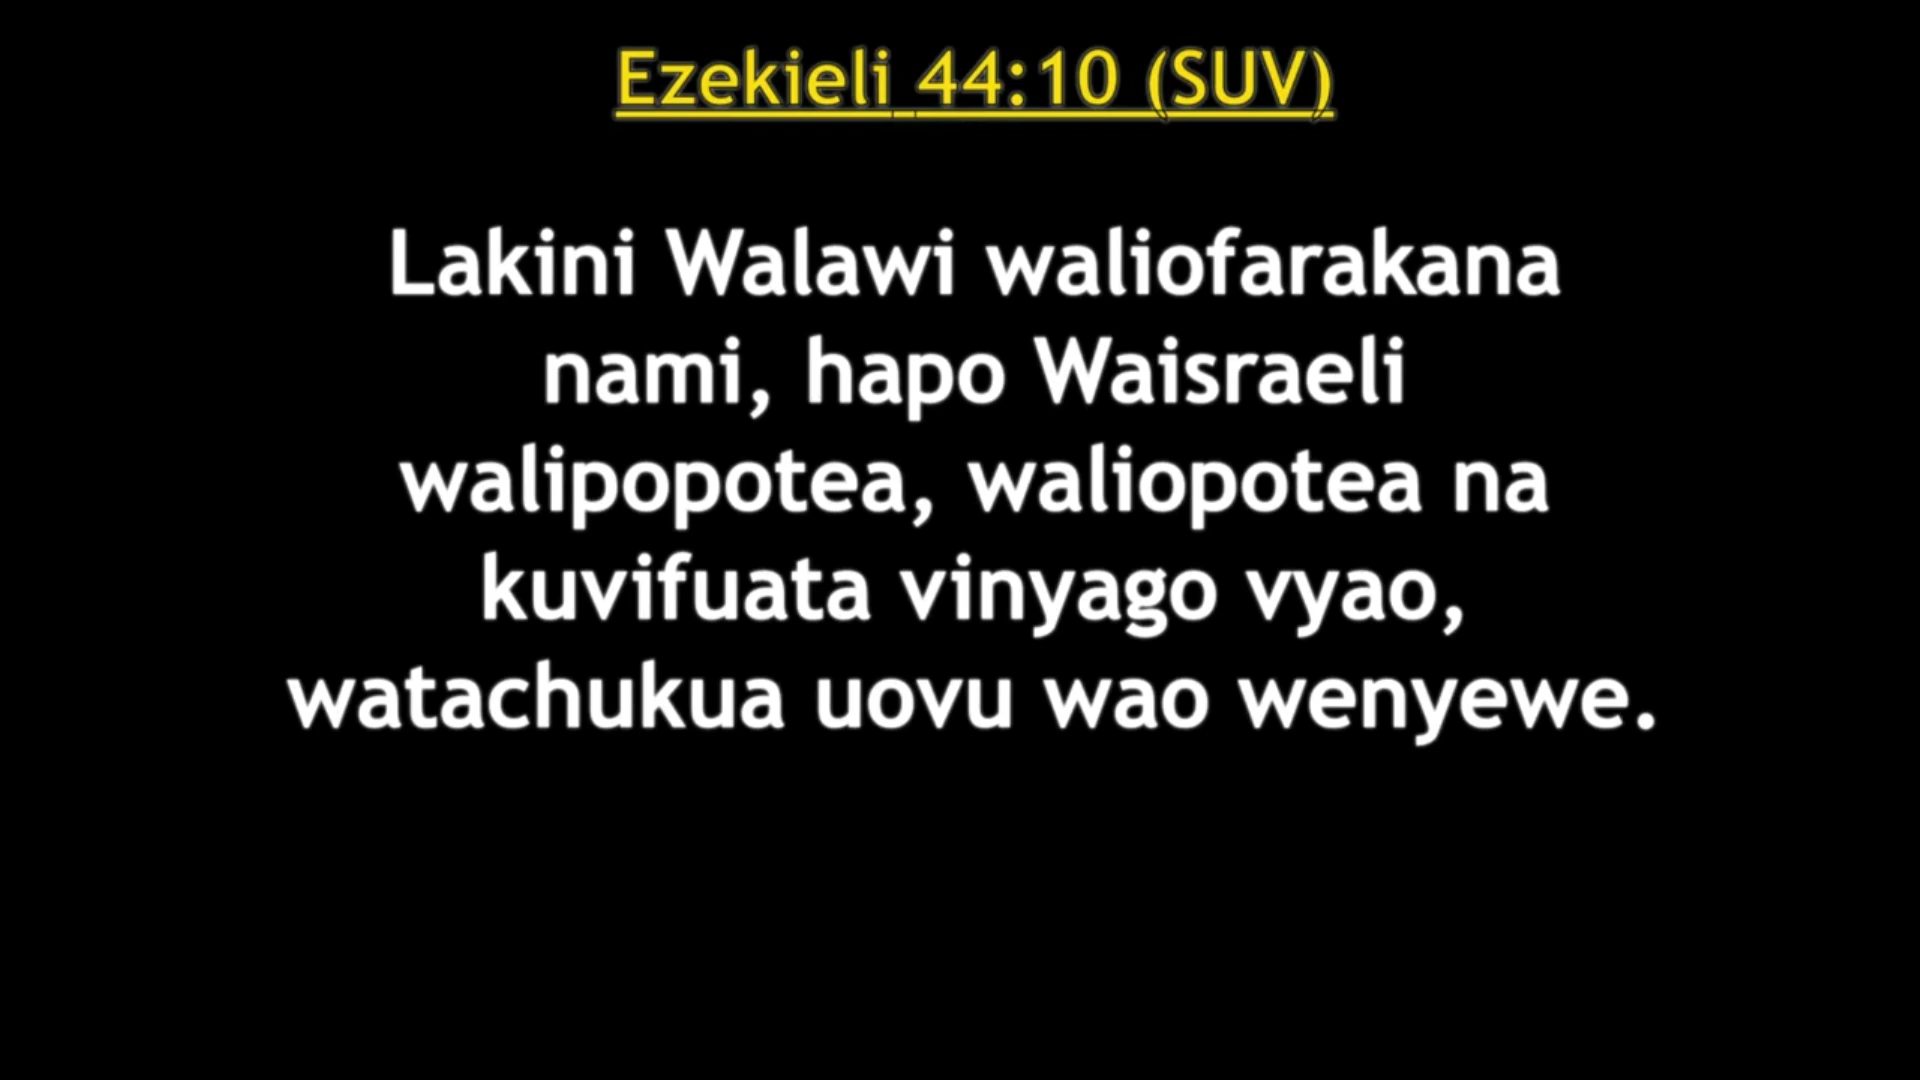 Ezekieli 44:10 (SUV)
Lakini Walawi waliofarakana
nami, hapo Waisraeli
walipopotea, waliopotea na
kuvifuata vinyago vyao,
watachukua uovu wao wenyewe.